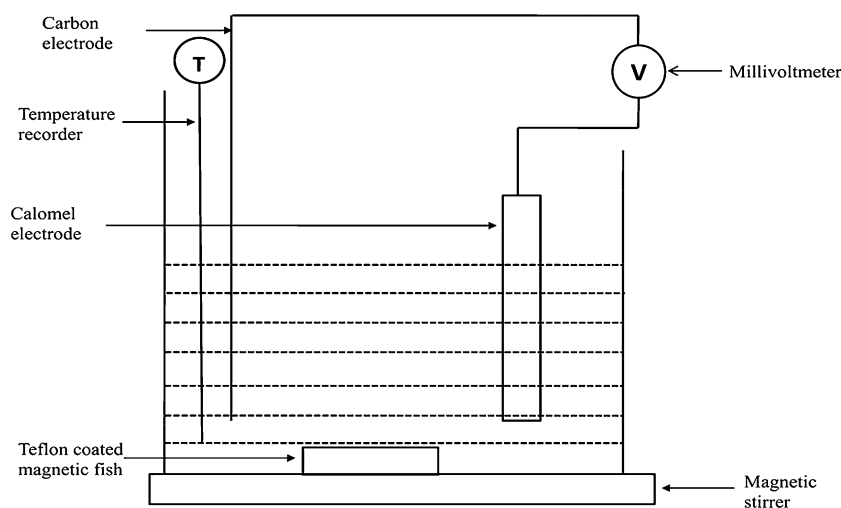 Carbon
electrode
T
V
Millivoltmeter
Temperature
recorder
Calomel
electrode
Teflon coated
magnetic fish
Magnetic
stirrer